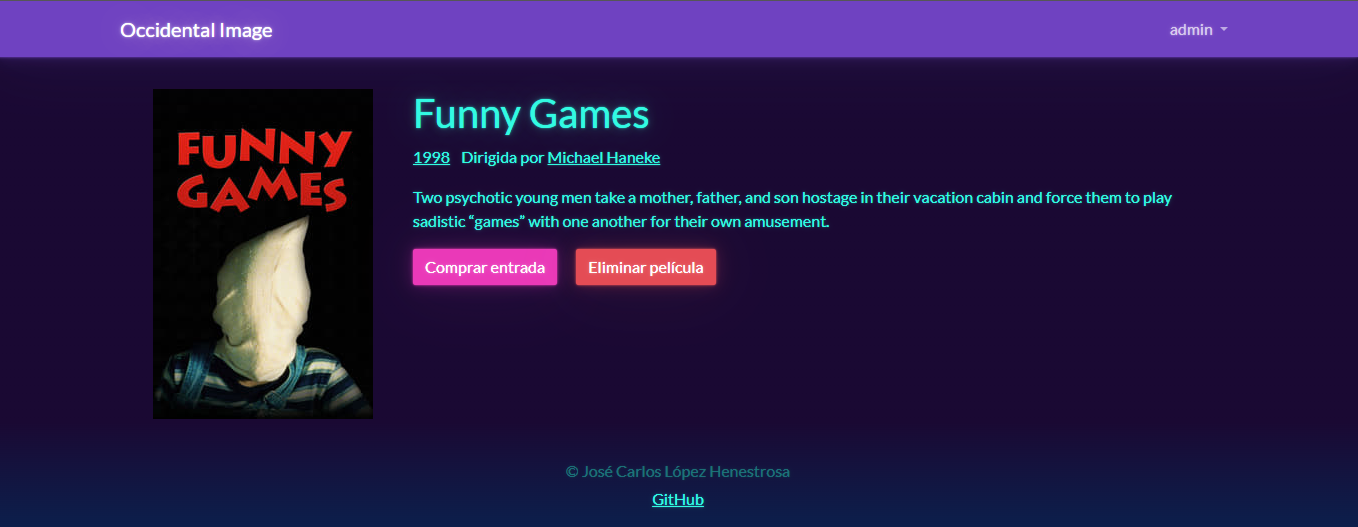 Occidental Image
admin
FUNNY
GAMES
Funny Games
1998 Dirigida por Michael Haneke
Two psychotic young men take a mother, father, and son hostage in their vacation cabin and force them to play
sadistic “games” with one another for their own amusement.
Comprar entrada
Eliminar película
© José Carlos López Henestrosa
GitHub